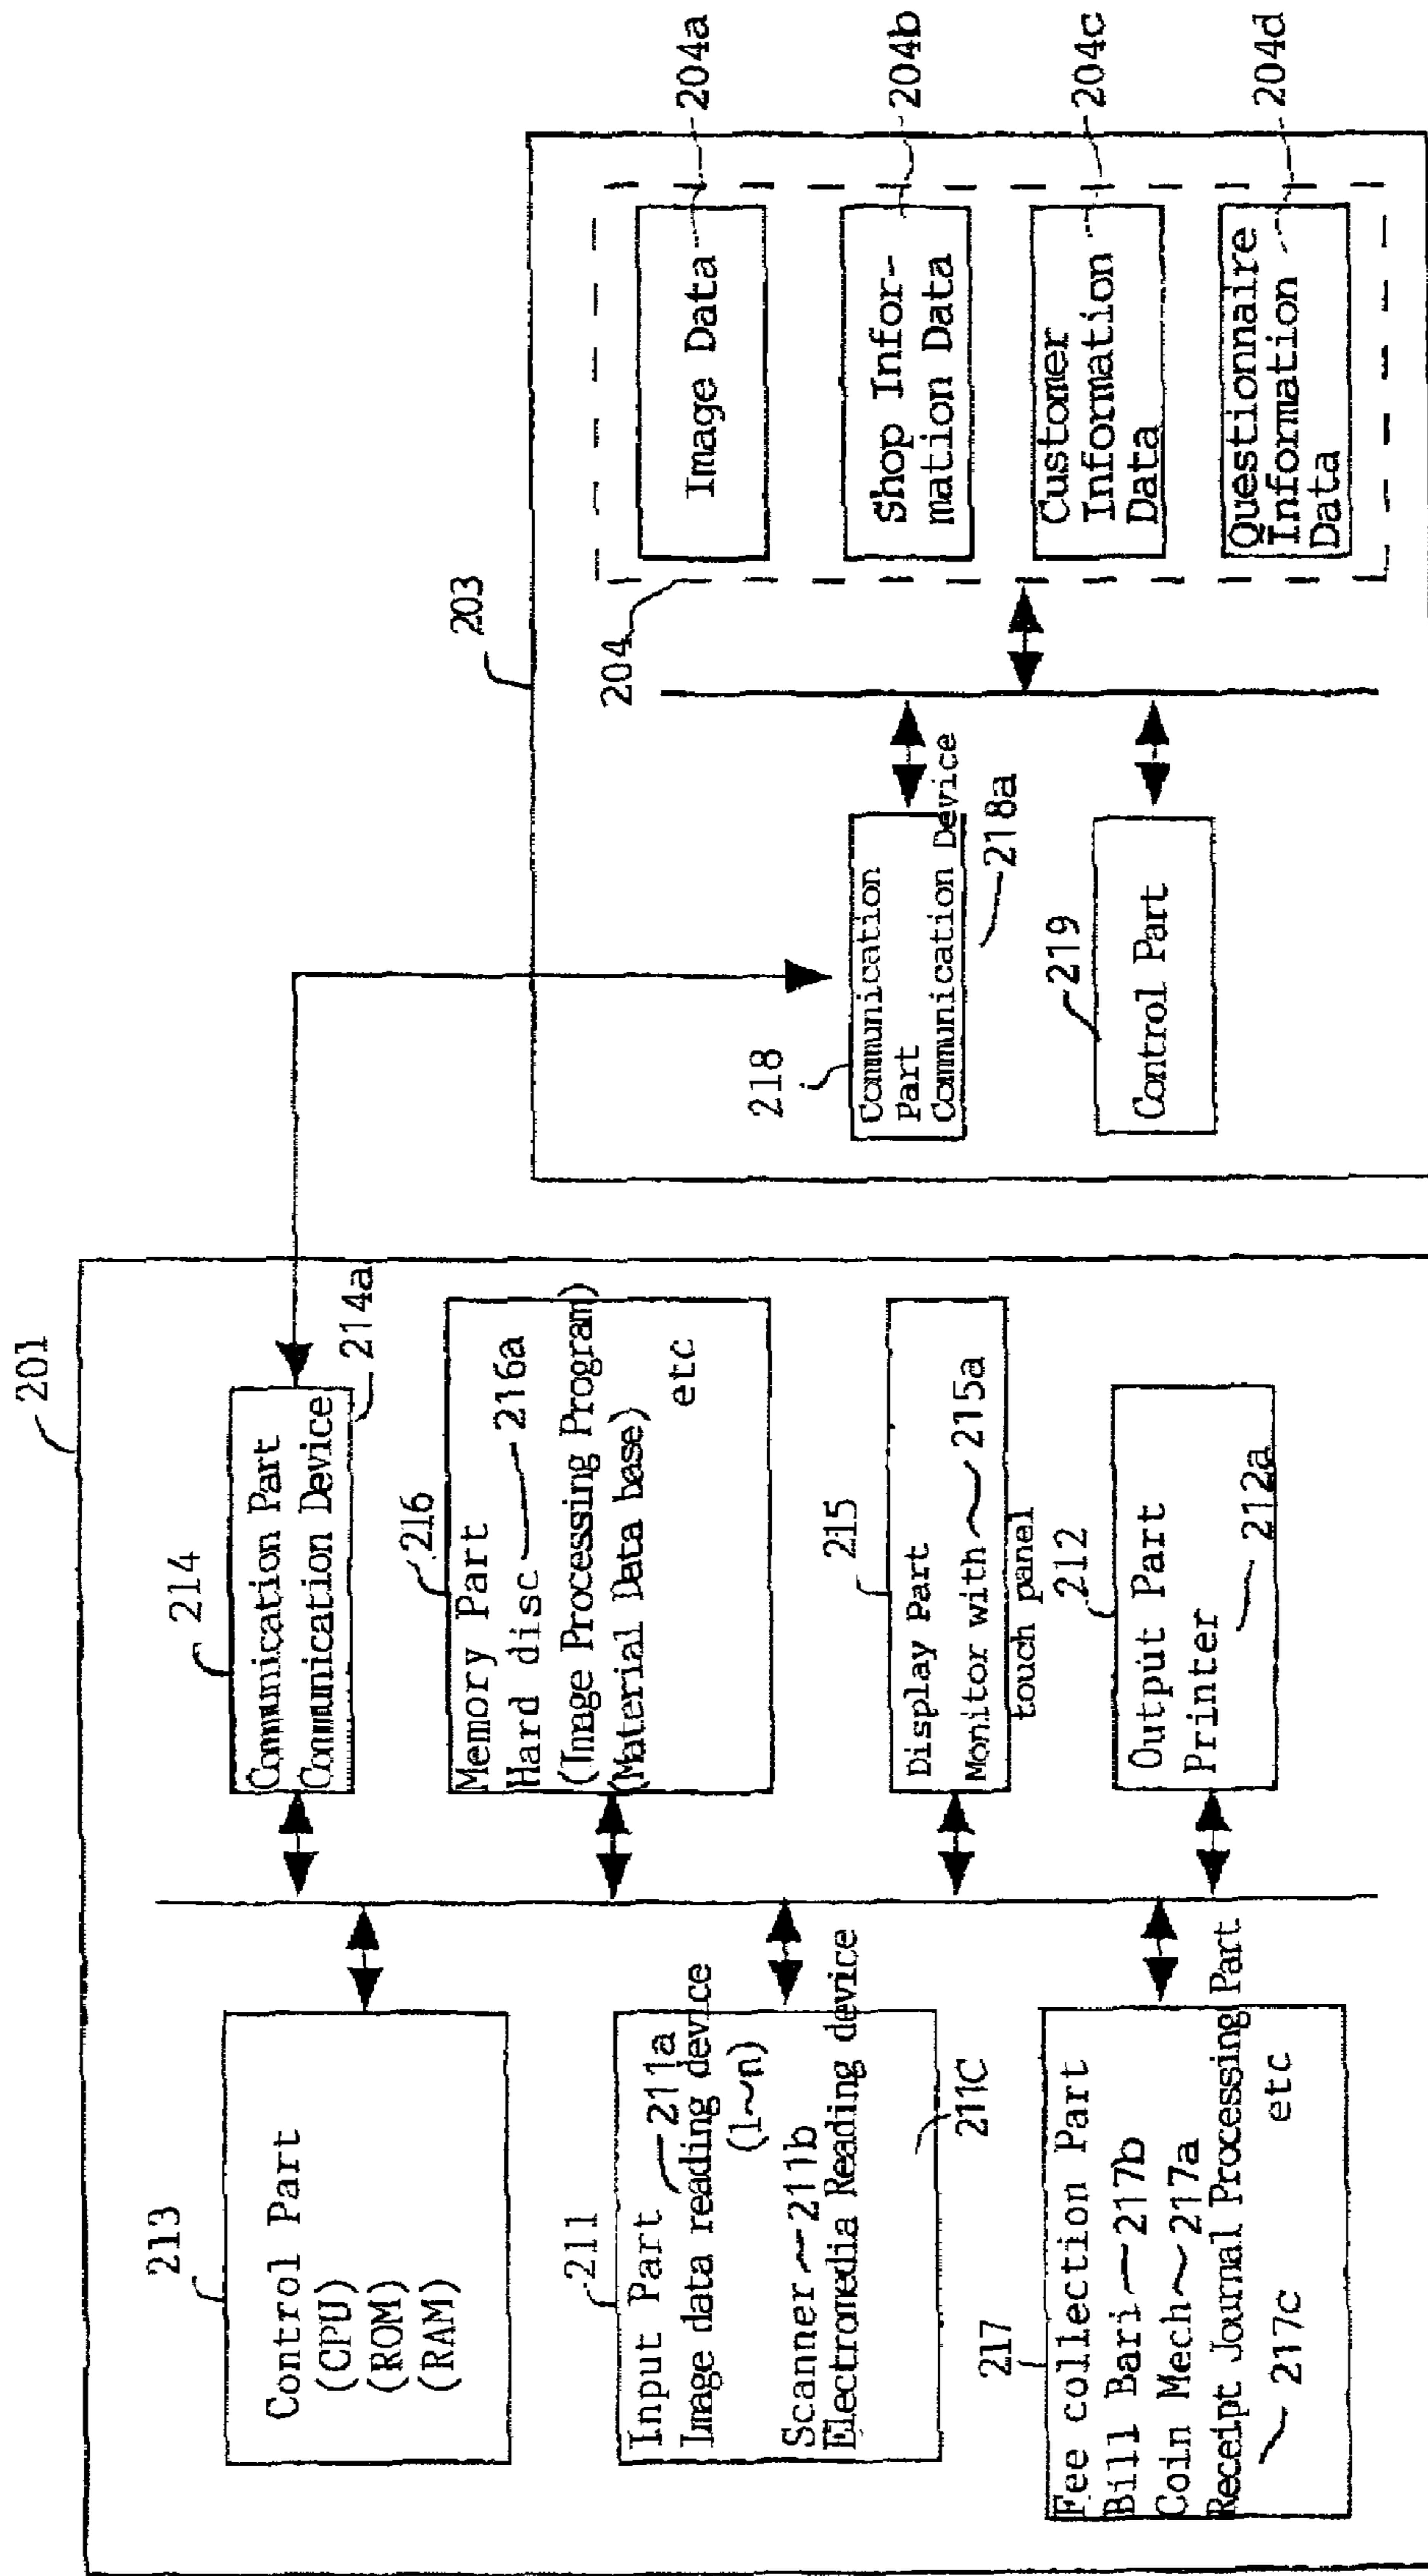 201
213
Control Part
(CPU)
(ROM)
(RAM)
211
Input Part
211a
Image data reading device
(1~n)
Scanner
211b
Electromedia Reading device
211C
217
Fee collection Part
Bill Bari
217b
Coin Mech
217a
Receipt Journal Processing Part
217c
etc
214
Communication Part
Communication Device
214a
216
Memory Part
Hard disc
216a
(Image Processing Program)
(Material Data base)
etc
215
Display Part
Monitor with
215a
touch panel
212
Output Part
Printer
212a
203
218
Communication
Part
Communication Device
218a
219
Control Part
204
Image Data
204a
Shop Infor-
mation Data
204b
Customer
Information
Data
204c
Questionnaire
Information
Data
204d